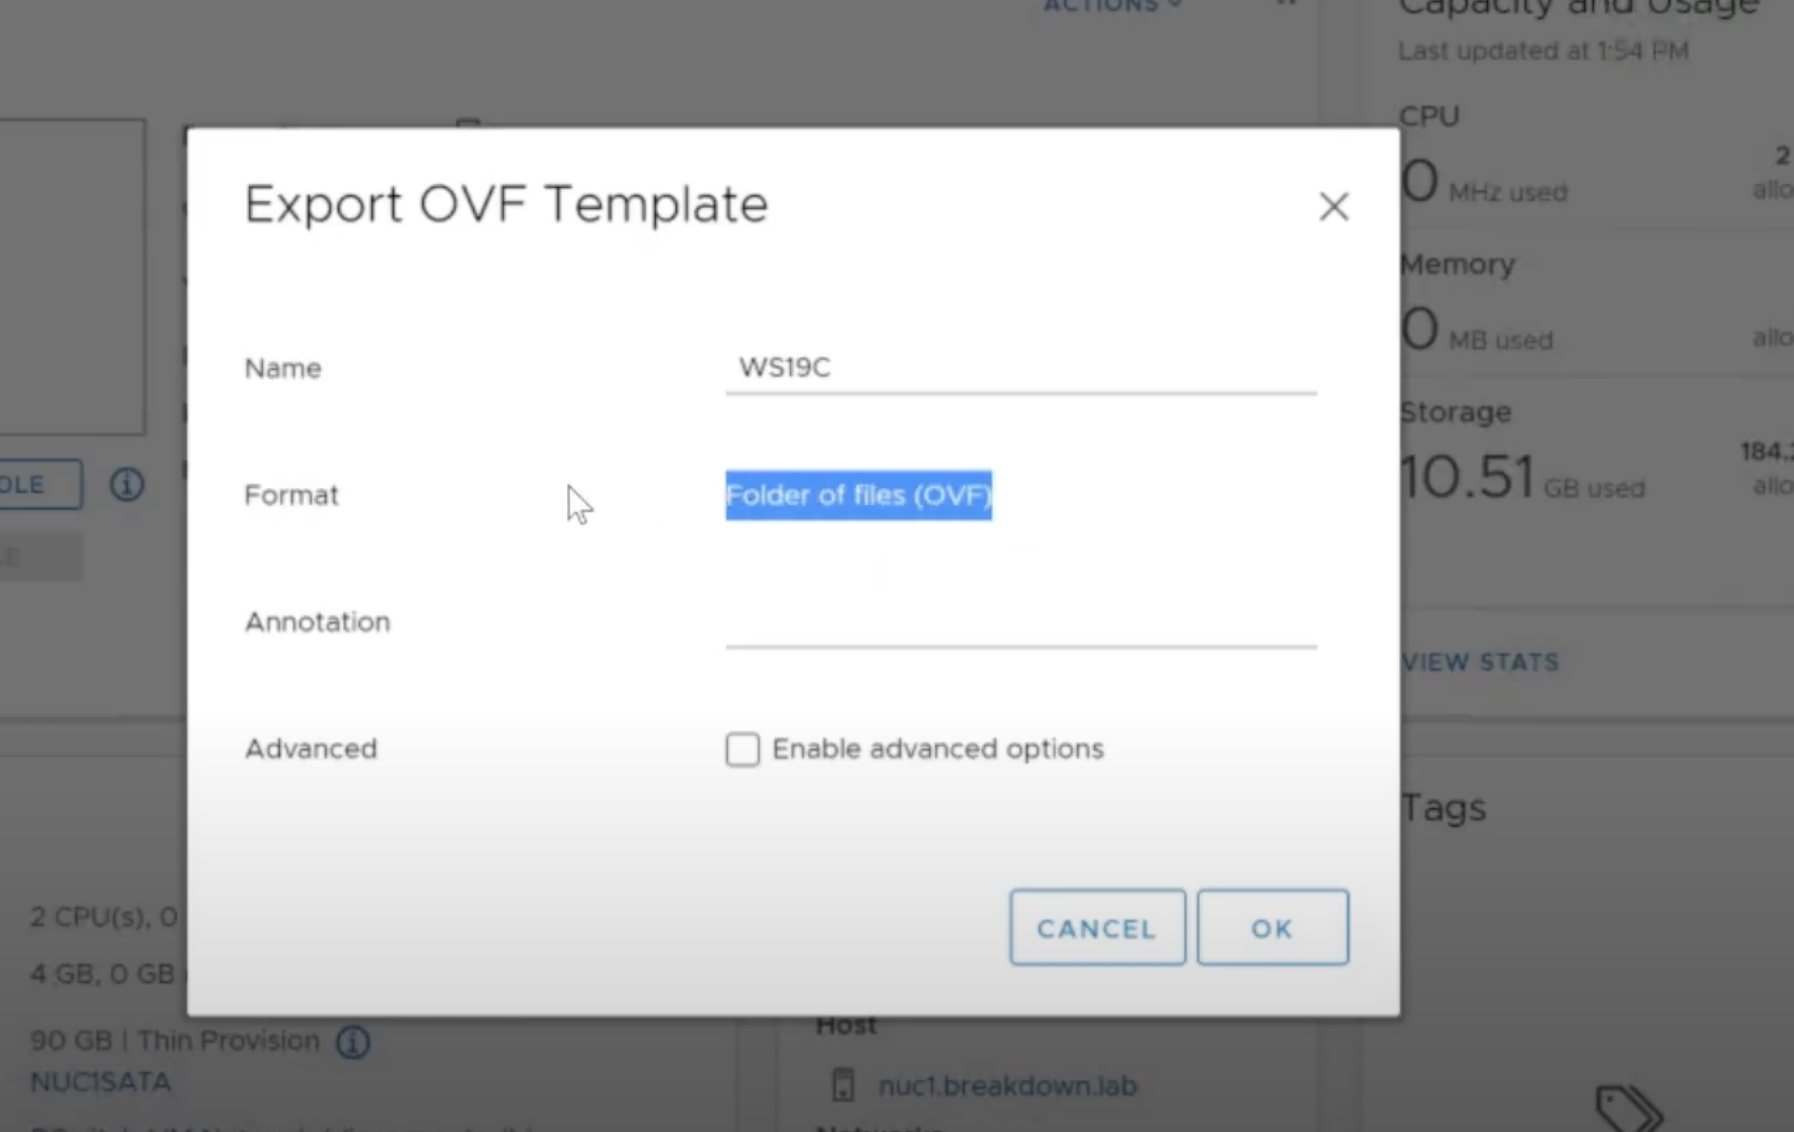 ACTIONS
Capacity and Usage
Last updated at 1:54 PM
CPU
0 MHz used
2
allo
Export OVF Template
Memory
0 MB used
allo
Name
WS19C
Storage
10.51 GB used
184.
allo
Format
Folder of files (OVF)
OLE
LE
Annotation
VIEW STATS
Advanced
Enable advanced options
Tags
CANCEL
OK
2 CPU(s), 0
4 GB, 0 GB
90 GB | Thin Provision
NUC1SATA
Host
nuc1.breakdown.lab